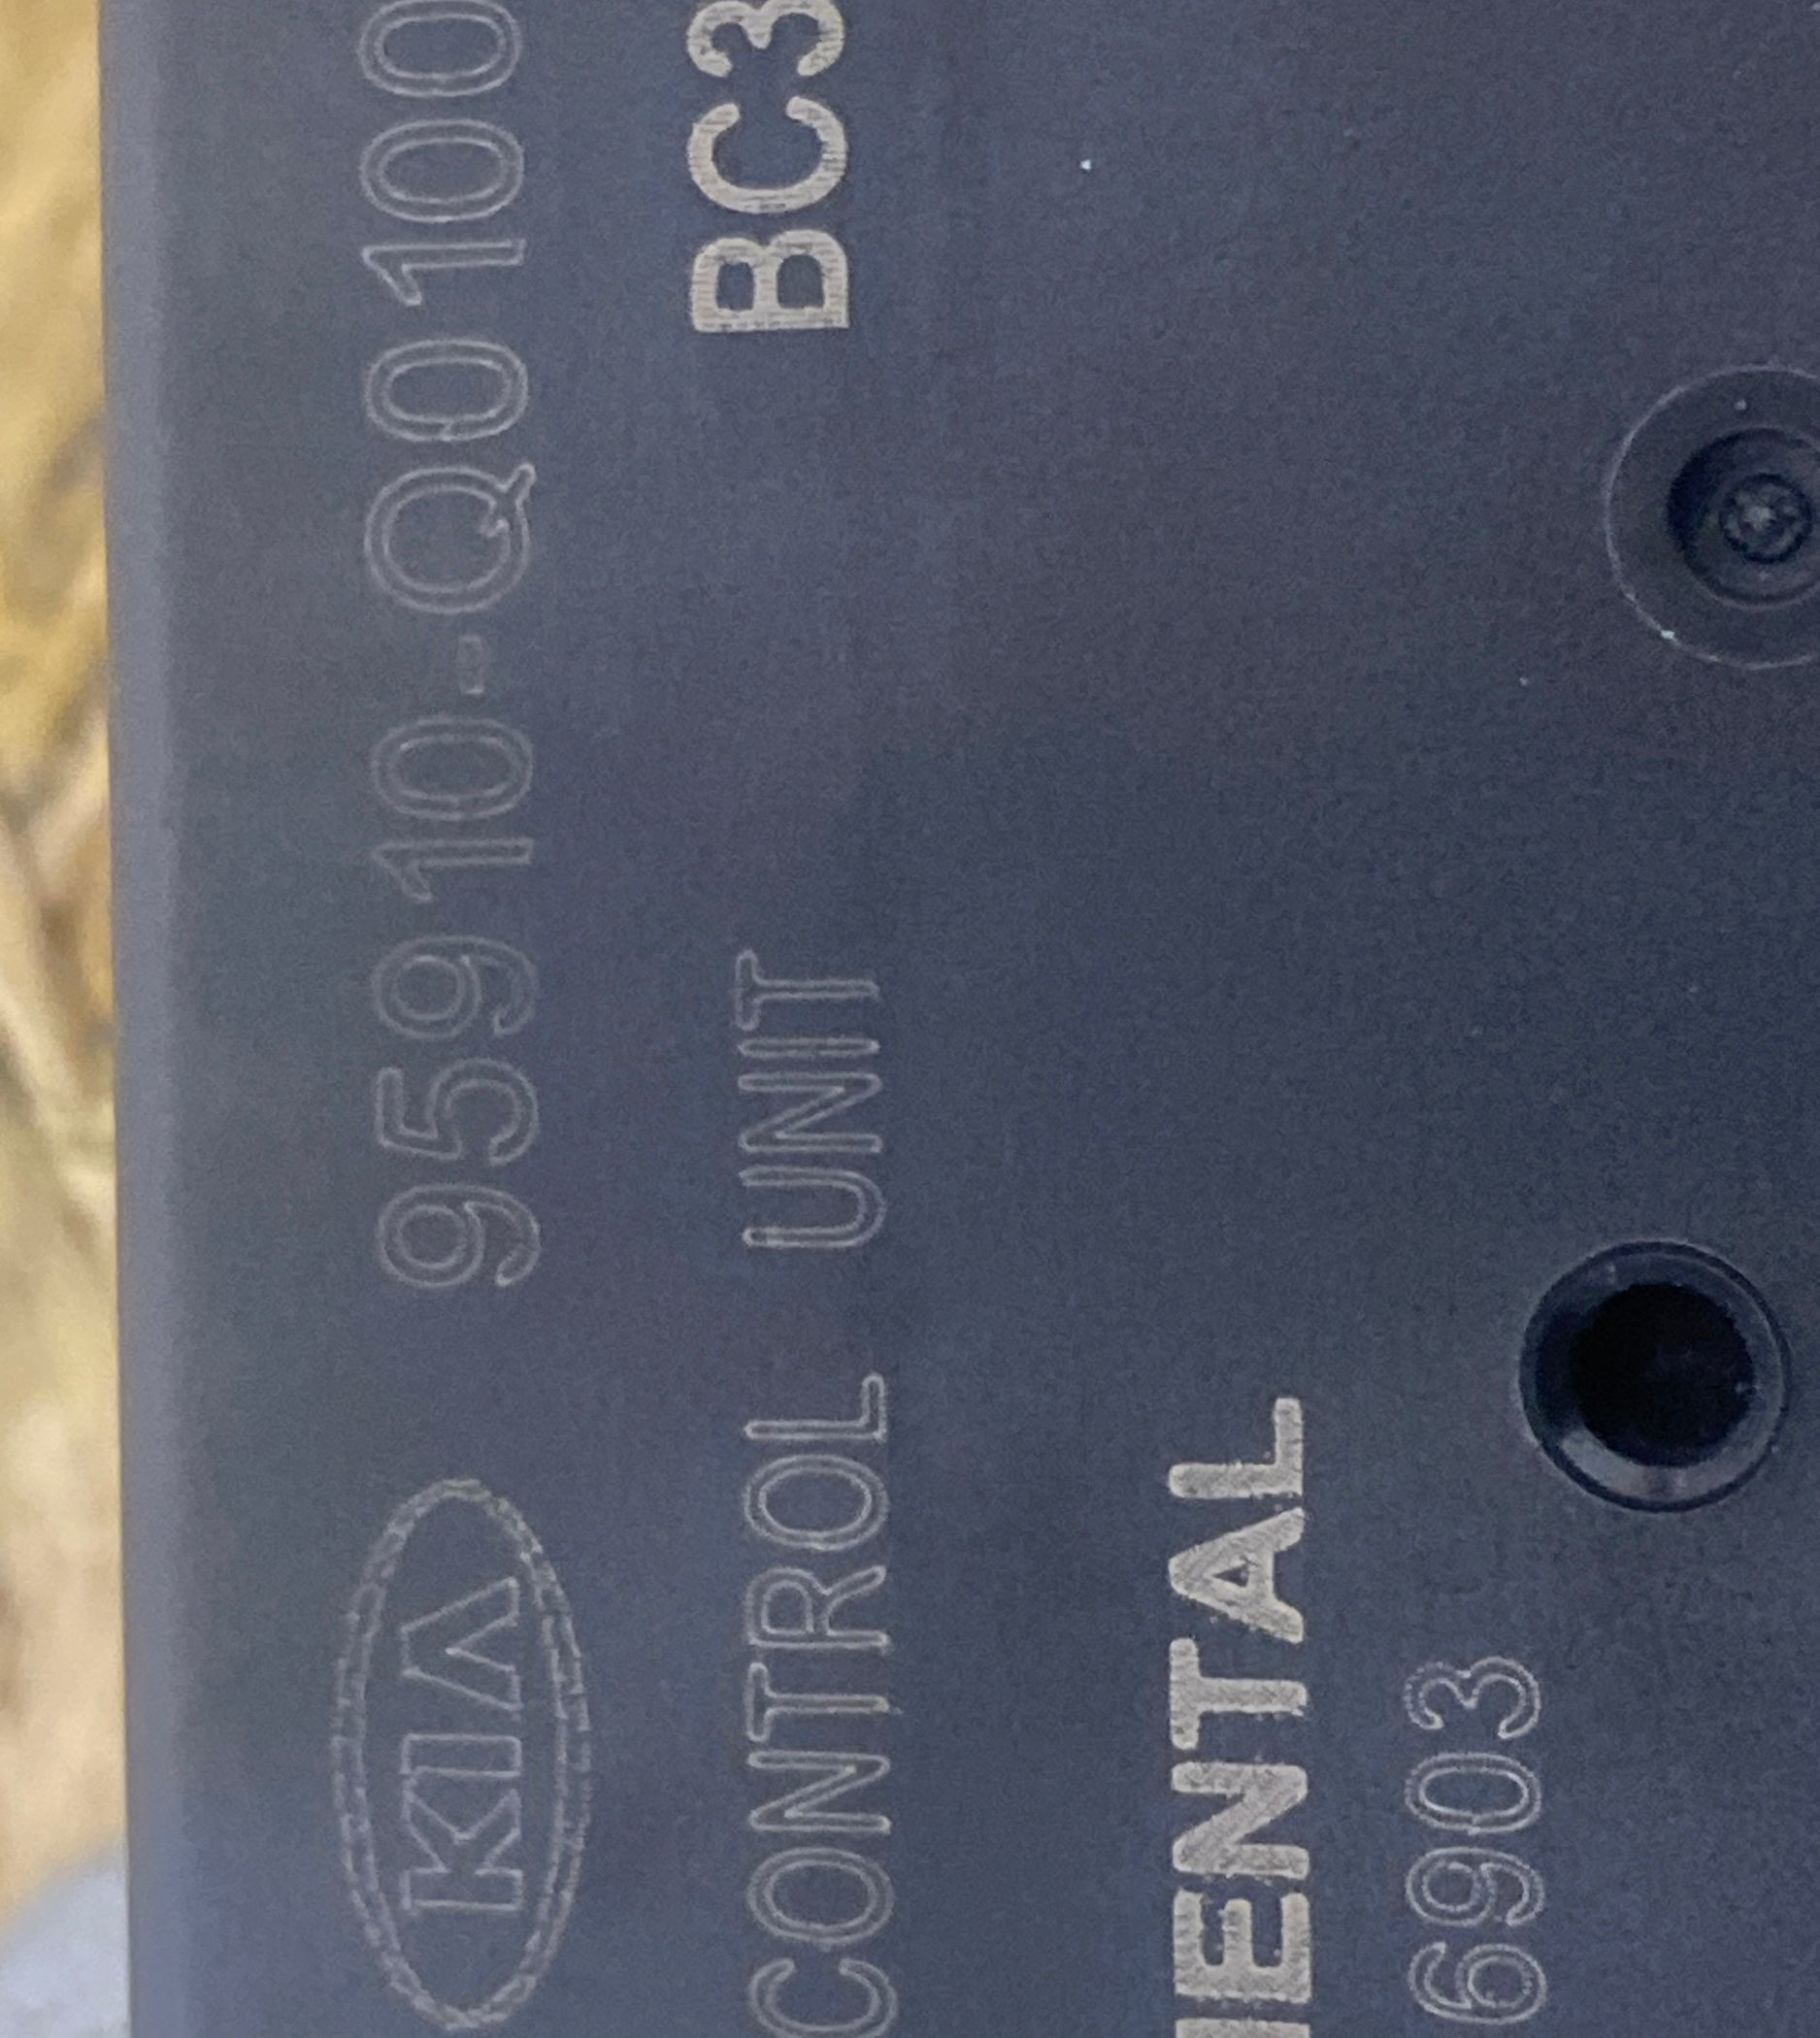 KIA 95910-Q0100
CONTROL UNIT BC3
ENTAL
6903